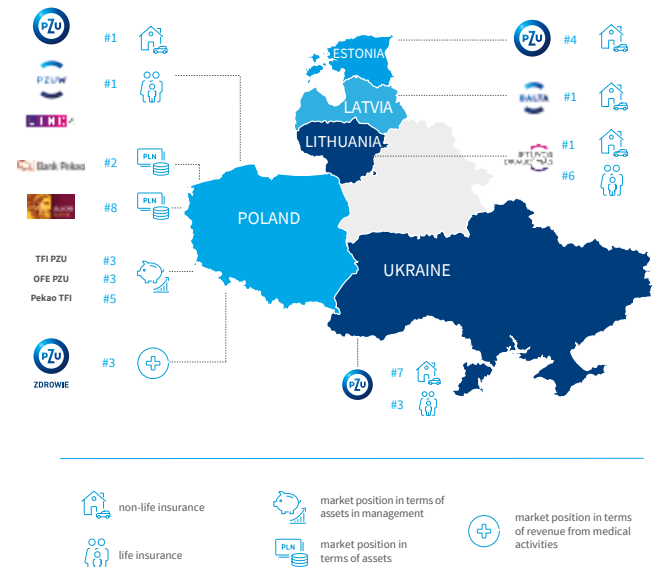 PZU
#1
PZUW
#1
LINK4
Bank Pekao
PLN
#2
PLN
#8
TFI PZU
#3
OFE PZU
#3
Pekao TFI
#5
PZU
ZDROWIE
#3
ESTONIA
LATVIA
LITHUANIA
POLAND
UKRAINE
PZU
#4
BALTA
#1
#1
#6
PZU
#7
#3
non-life insurance
life insurance
market position in terms of
assets in management
PLN
market position in
terms of assets
market position in terms
of revenue from medical
activities